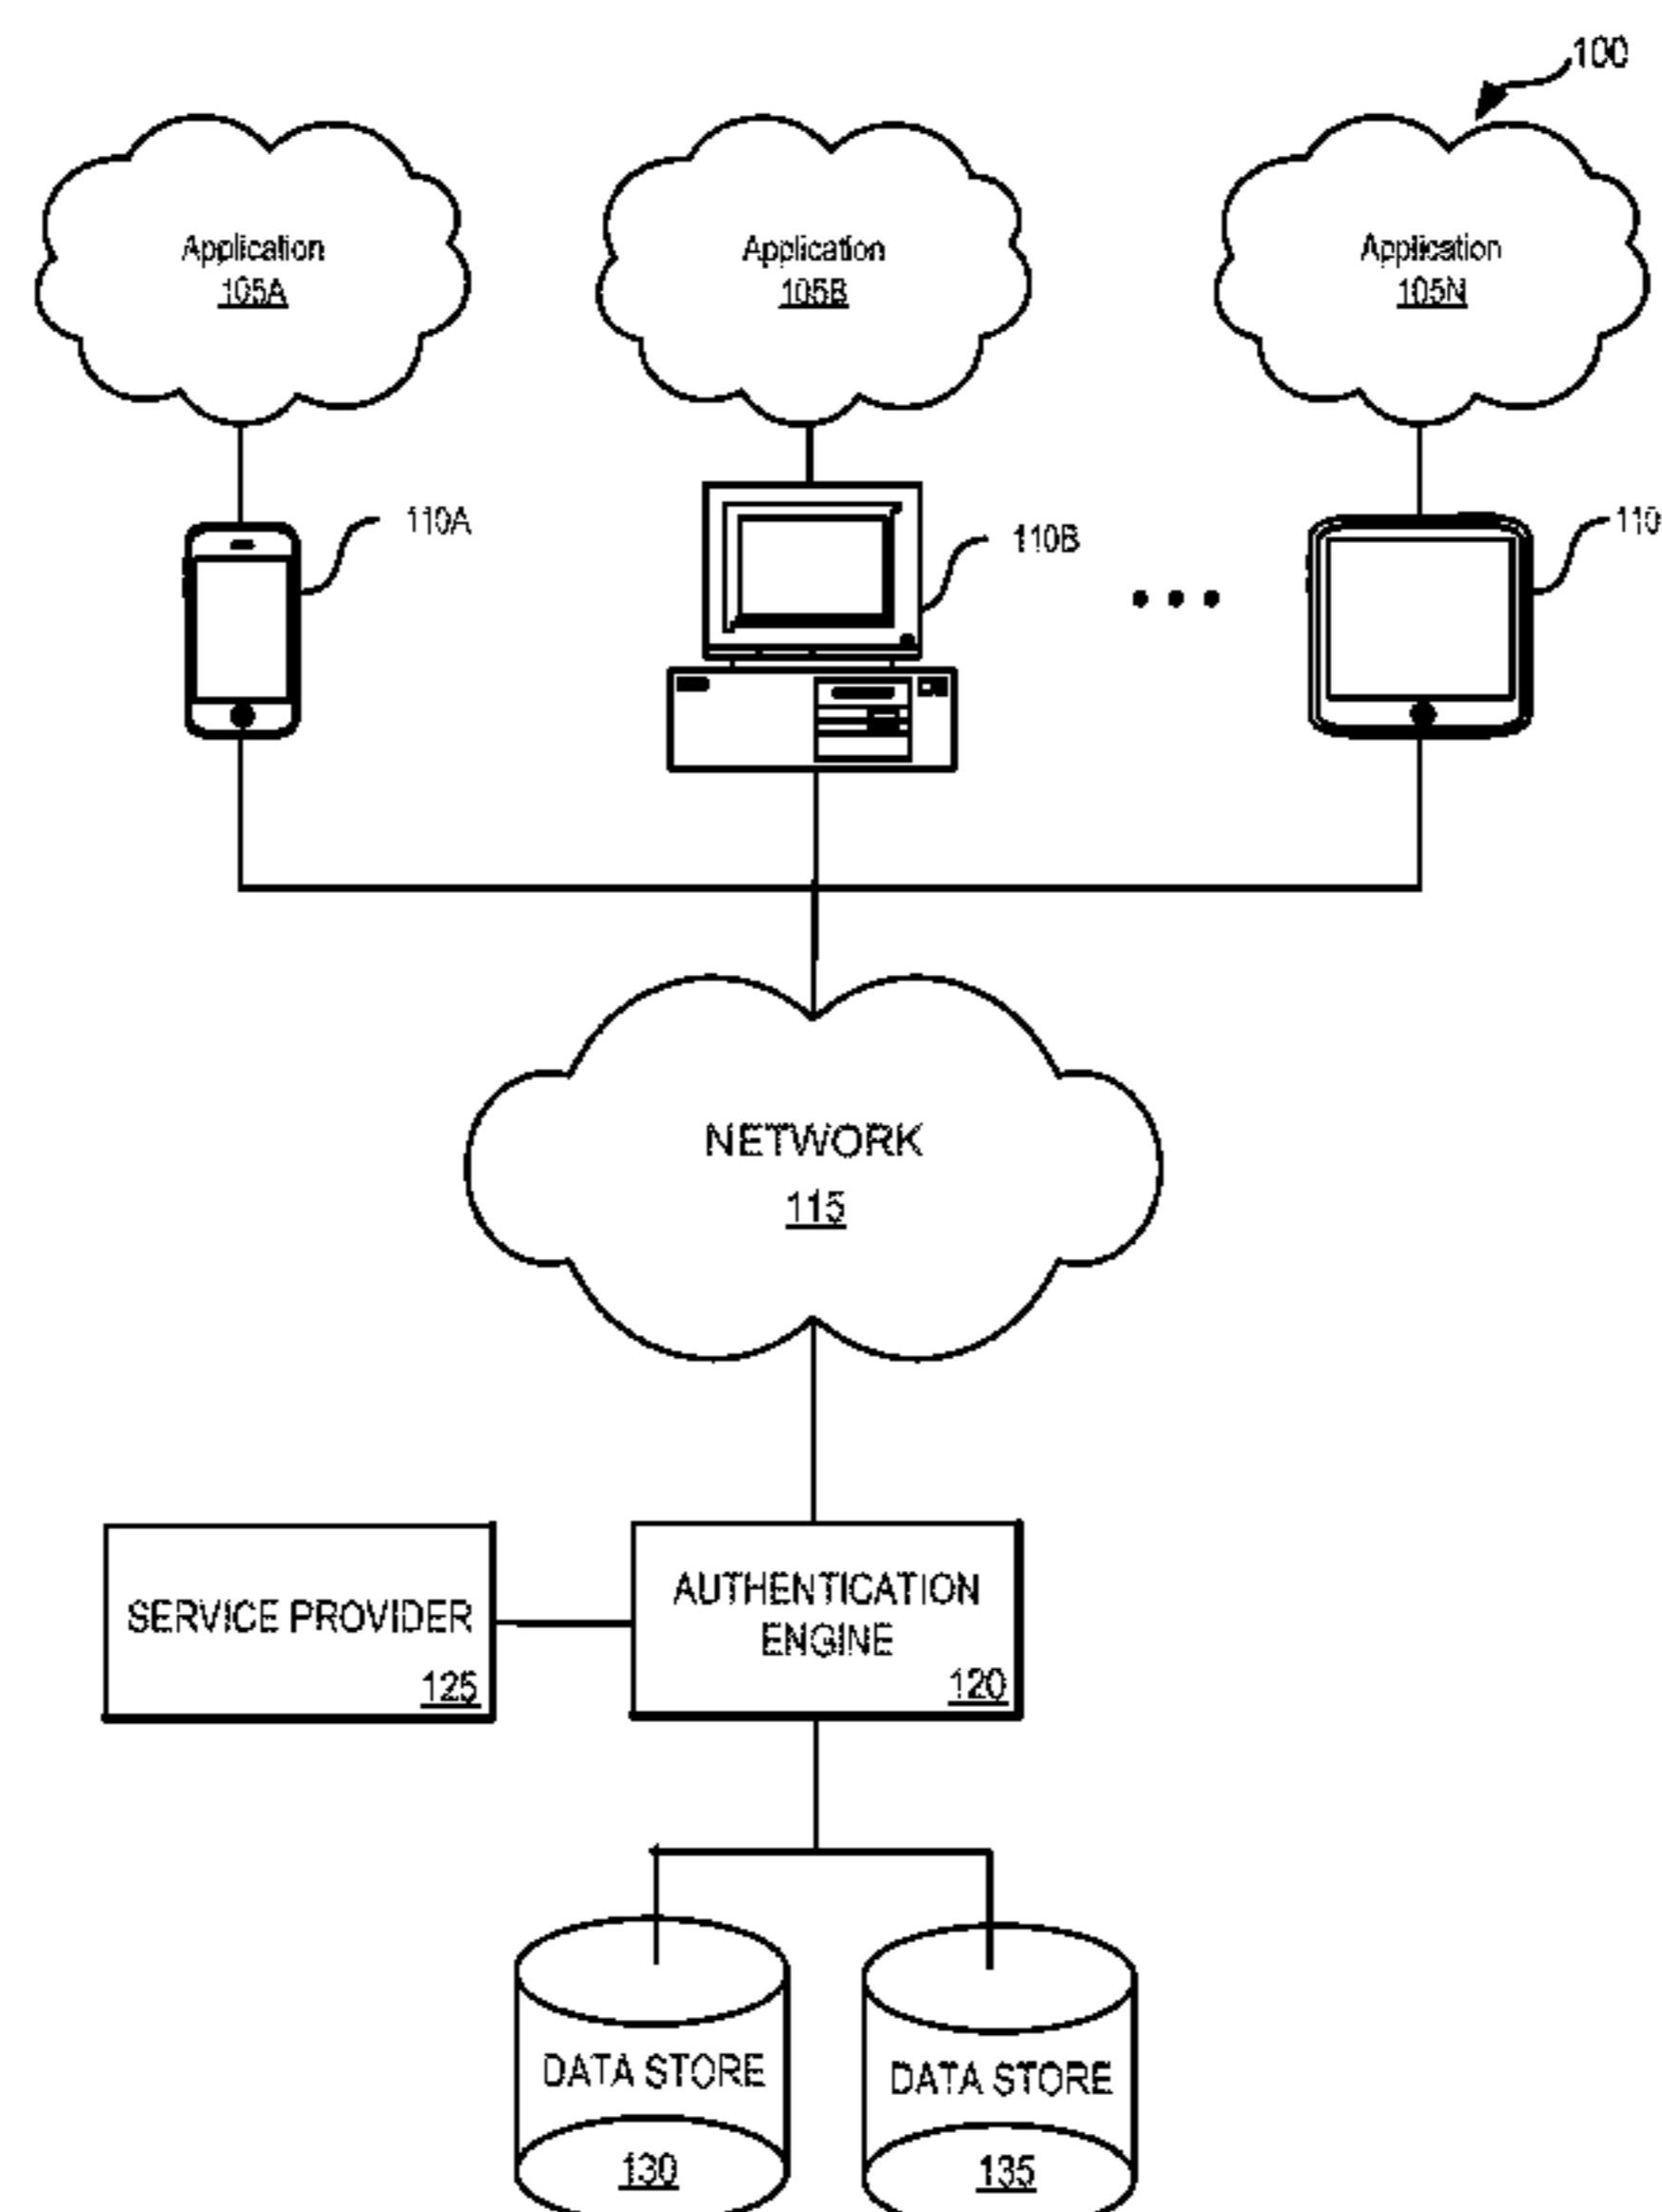 100
Application
105A
Application
105B
Application
105N
110A
110B
110
NETWORK
115
SERVICE PROVIDER
125
AUTHENTICATION
ENGINE
120
DATA STORE
130
DATA STORE
135